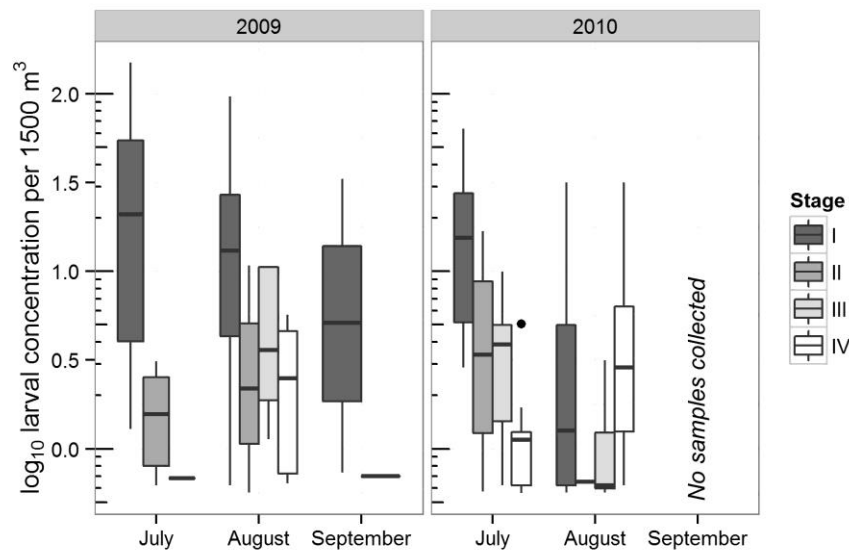 2009
2010
log₁₀ larval concentration per 1500 m³
2.0
1.5
1.0
0.5
0.0
No samples collected
July
August
September
July
August
September
Stage
I
II
III
IV